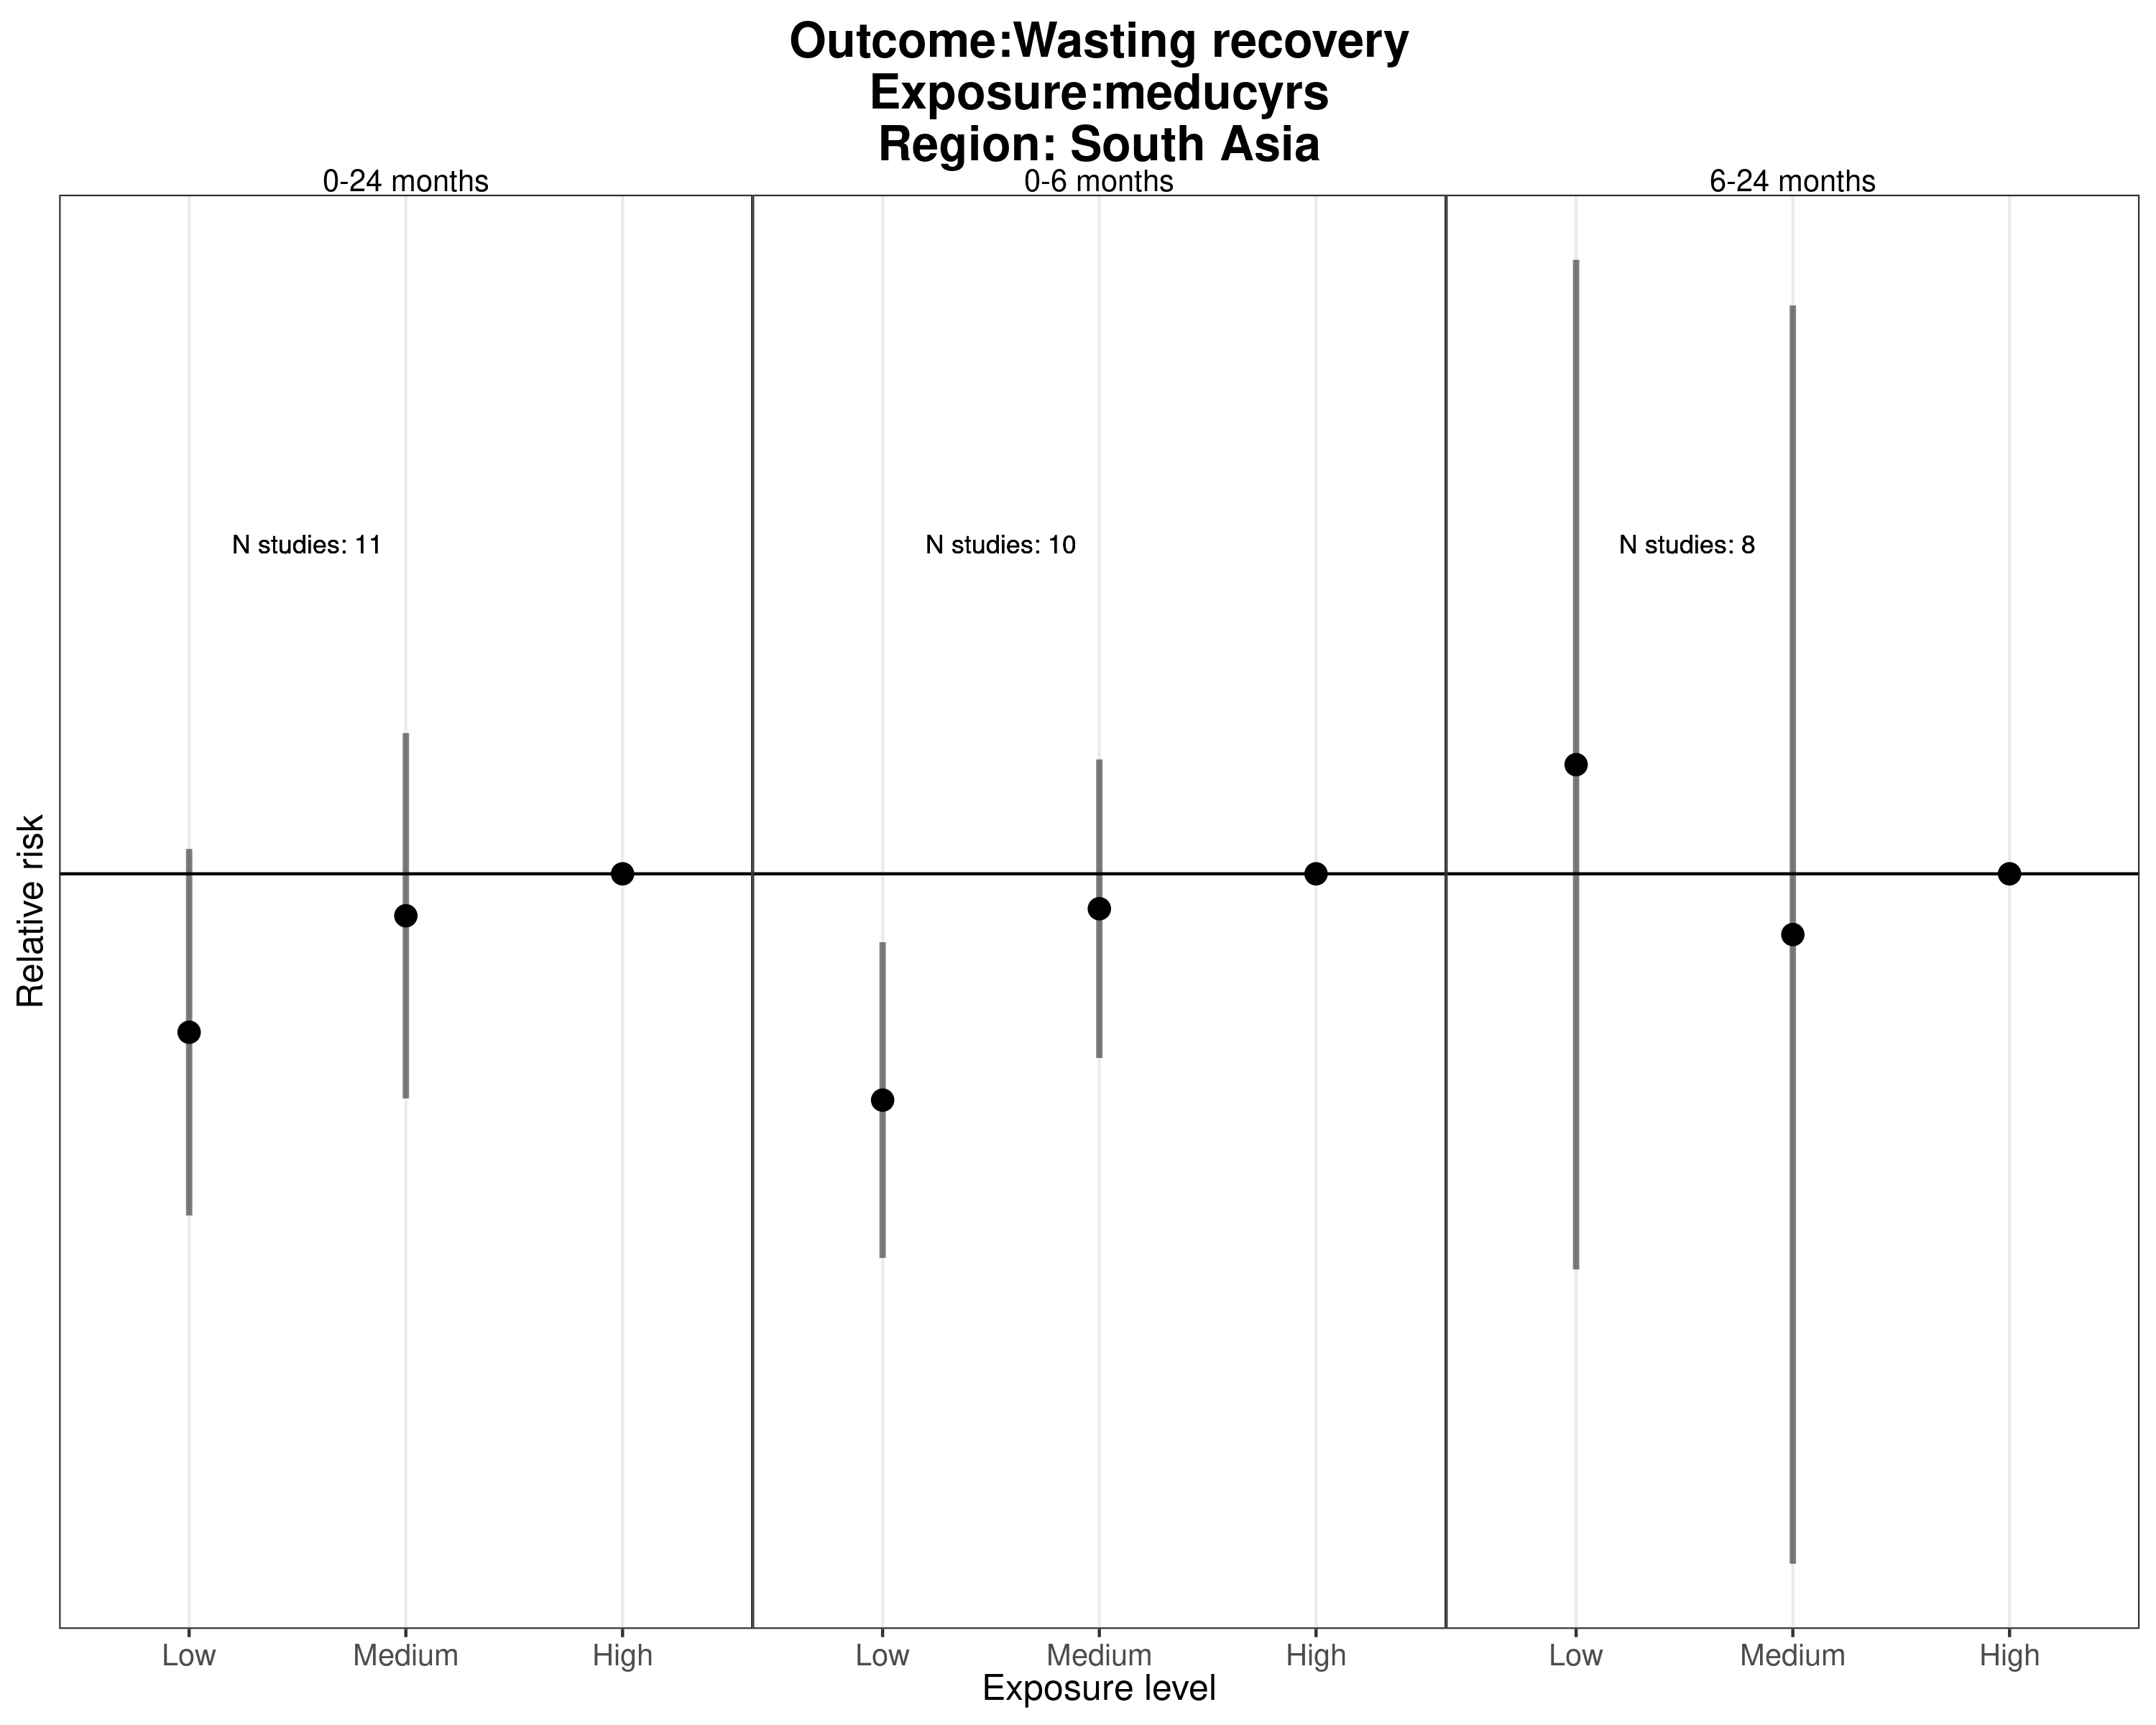 Outcome:Wasting recovery
Exposure:meducyrs
Region: South Asia
0-24 months
0-6 months
6-24 months
N studies: 11
N studies: 10
N studies: 8
Relative risk
Low
Medium
High
Low
Medium
High
Low
Medium
High
Exposure level